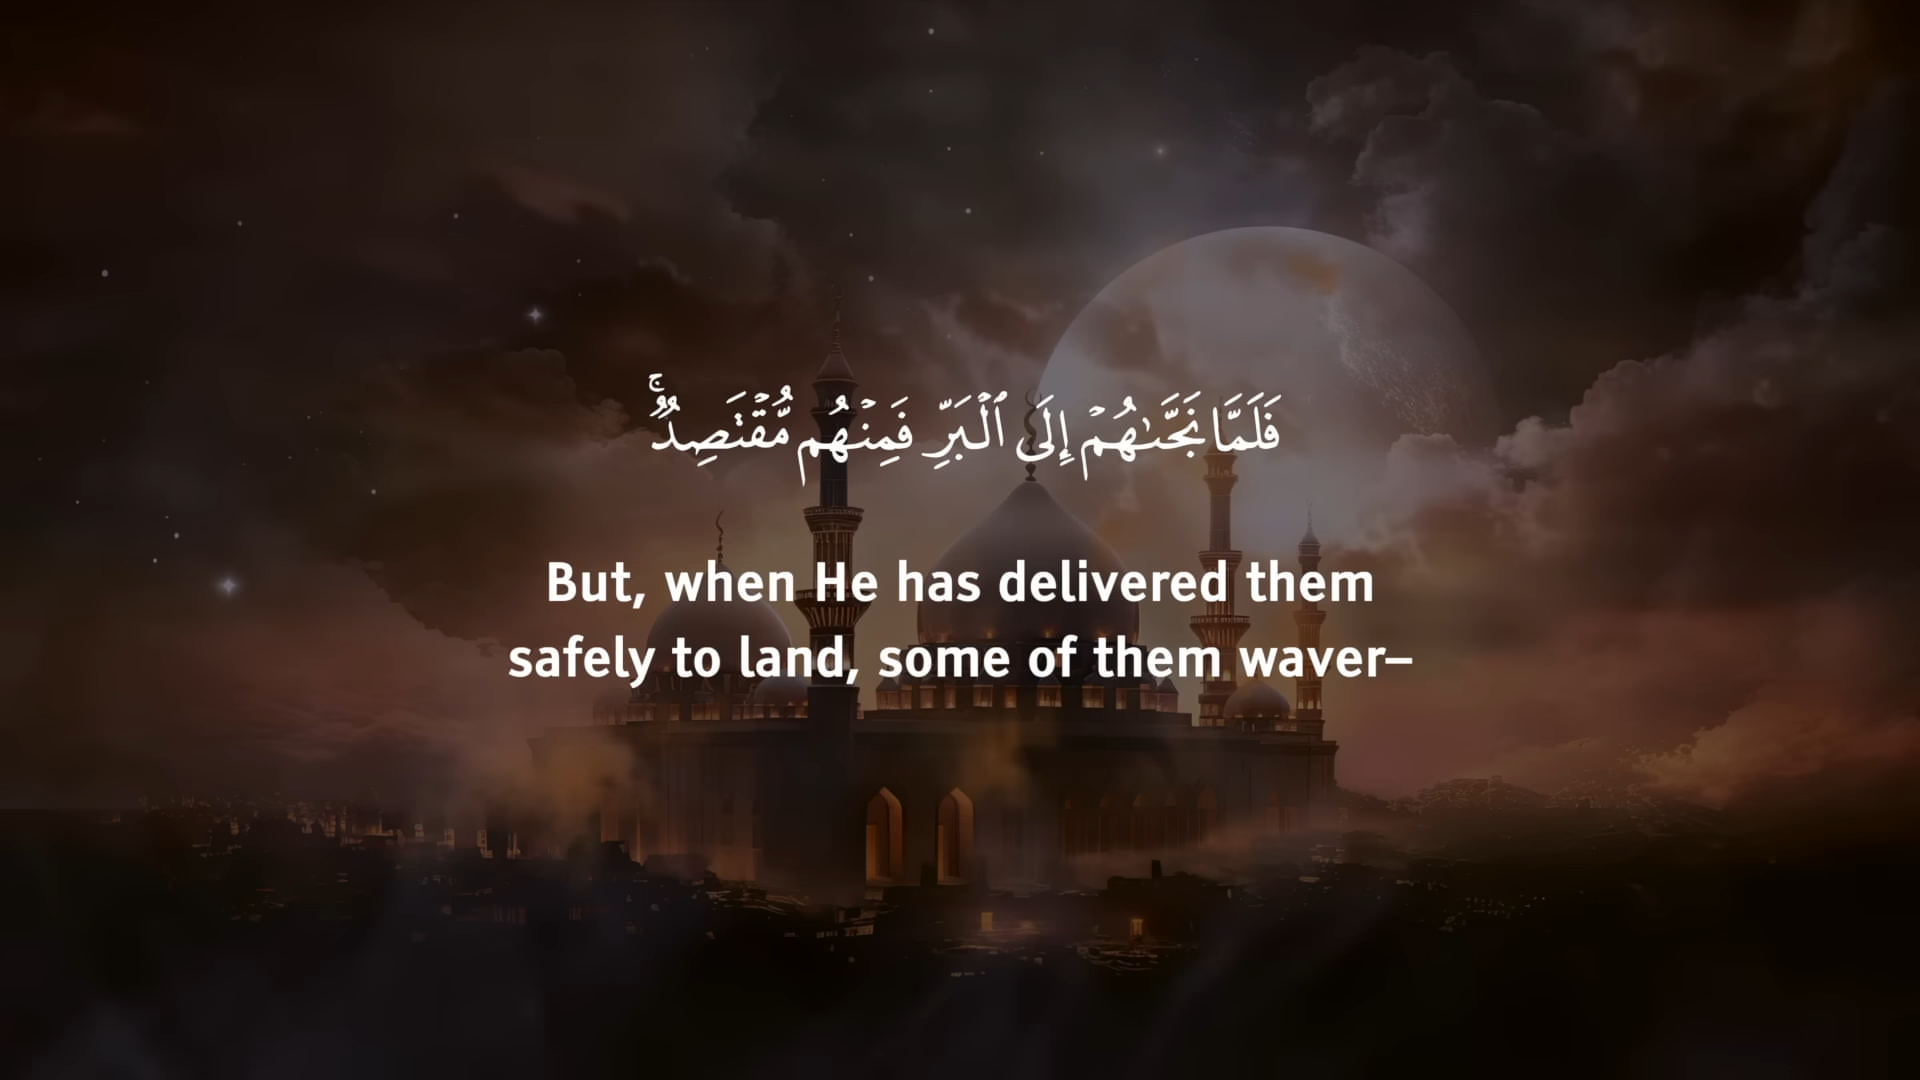 فَلَمَّا نَجَّىٰهُمْ إِلَى ٱلْبَرِّ فَمِنْهُم مُّقْتَصِدٌۭ ۚ
But, when He has delivered them
safely to land, some of them waver–